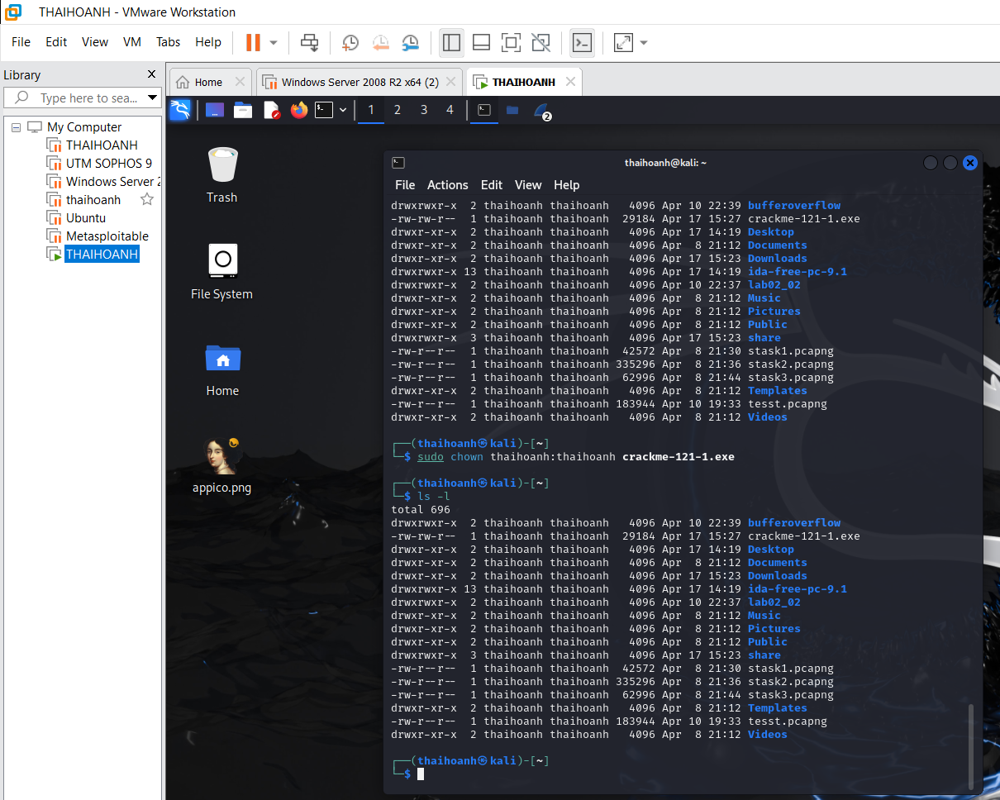 THAIHOANH - VMware Workstation
File Edit View VM Tabs Help
Library
Type here to sea...
Home
Windows Server 2008 R2 x64 (2)
THAIHOANH
My Computer
THAIHOANH
UTM SOPHOS 9
Windows Server 2
thaihoanh
Ubuntu
Metasploitable
THAIHOANH
1 2 3 4
2
Trash
File System
Home
appico.png
thaihoanh@kali: ~
File Actions Edit View Help
drwxrwxr-x  2 thaihoanh thaihoanh   4096 Apr 10 22:39 bufferoverflow
-rw-rw-r--  1 thaihoanh thaihoanh  29184 Apr 17 15:27 crackme-121-1.exe
drwxr-xr-x  2 thaihoanh thaihoanh   4096 Apr 17 14:19 Desktop
drwxr-xr-x  2 thaihoanh thaihoanh   4096 Apr  8 21:12 Documents
drwxr-xr-x  2 thaihoanh thaihoanh   4096 Apr 17 15:23 Downloads
drwxrwxr-x 13 thaihoanh thaihoanh   4096 Apr 17 14:19 ida-free-pc-9.1
drwxrwxr-x  2 thaihoanh thaihoanh   4096 Apr 10 22:37 lab02_02
drwxr-xr-x  2 thaihoanh thaihoanh   4096 Apr  8 21:12 Music
drwxr-xr-x  2 thaihoanh thaihoanh   4096 Apr  8 21:12 Pictures
drwxr-xr-x  2 thaihoanh thaihoanh   4096 Apr  8 21:12 Public
drwxrwxr-x  3 thaihoanh thaihoanh   4096 Apr 17 15:23 share
-rw-r--r--  1 thaihoanh thaihoanh  42572 Apr  8 21:30 stask1.pcapng
-rw-r--r--  1 thaihoanh thaihoanh 335296 Apr  8 21:36 stask2.pcapng
-rw-r--r--  1 thaihoanh thaihoanh  62996 Apr  8 21:44 stask3.pcapng
drwxr-xr-x  2 thaihoanh thaihoanh   4096 Apr  8 21:12 Templates
-rw-r--r--  1 thaihoanh thaihoanh 183944 Apr 10 19:33 tesst.pcapng
drwxr-xr-x  2 thaihoanh thaihoanh   4096 Apr  8 21:12 Videos
┌──(thaihoanh㉿kali)-[~]
└─$ sudo chown thaihoanh:thaihoanh crackme-121-1.exe
┌──(thaihoanh㉿kali)-[~]
└─$ ls -l
total 696
drwxrwxr-x  2 thaihoanh thaihoanh   4096 Apr 10 22:39 bufferoverflow
-rw-rw-r--  1 thaihoanh thaihoanh  29184 Apr 17 15:27 crackme-121-1.exe
drwxr-xr-x  2 thaihoanh thaihoanh   4096 Apr 17 14:19 Desktop
drwxr-xr-x  2 thaihoanh thaihoanh   4096 Apr  8 21:12 Documents
drwxr-xr-x  2 thaihoanh thaihoanh   4096 Apr 17 15:23 Downloads
drwxrwxr-x 13 thaihoanh thaihoanh   4096 Apr 17 14:19 ida-free-pc-9.1
drwxrwxr-x  2 thaihoanh thaihoanh   4096 Apr 10 22:37 lab02_02
drwxr-xr-x  2 thaihoanh thaihoanh   4096 Apr  8 21:12 Music
drwxr-xr-x  2 thaihoanh thaihoanh   4096 Apr  8 21:12 Pictures
drwxr-xr-x  2 thaihoanh thaihoanh   4096 Apr  8 21:12 Public
drwxrwxr-x  3 thaihoanh thaihoanh   4096 Apr 17 15:23 share
-rw-r--r--  1 thaihoanh thaihoanh  42572 Apr  8 21:30 stask1.pcapng
-rw-r--r--  1 thaihoanh thaihoanh 335296 Apr  8 21:36 stask2.pcapng
-rw-r--r--  1 thaihoanh thaihoanh  62996 Apr  8 21:44 stask3.pcapng
drwxr-xr-x  2 thaihoanh thaihoanh   4096 Apr  8 21:12 Templates
-rw-r--r--  1 thaihoanh thaihoanh 183944 Apr 10 19:33 tesst.pcapng
drwxr-xr-x  2 thaihoanh thaihoanh   4096 Apr  8 21:12 Videos
┌──(thaihoanh㉿kali)-[~]
└─$